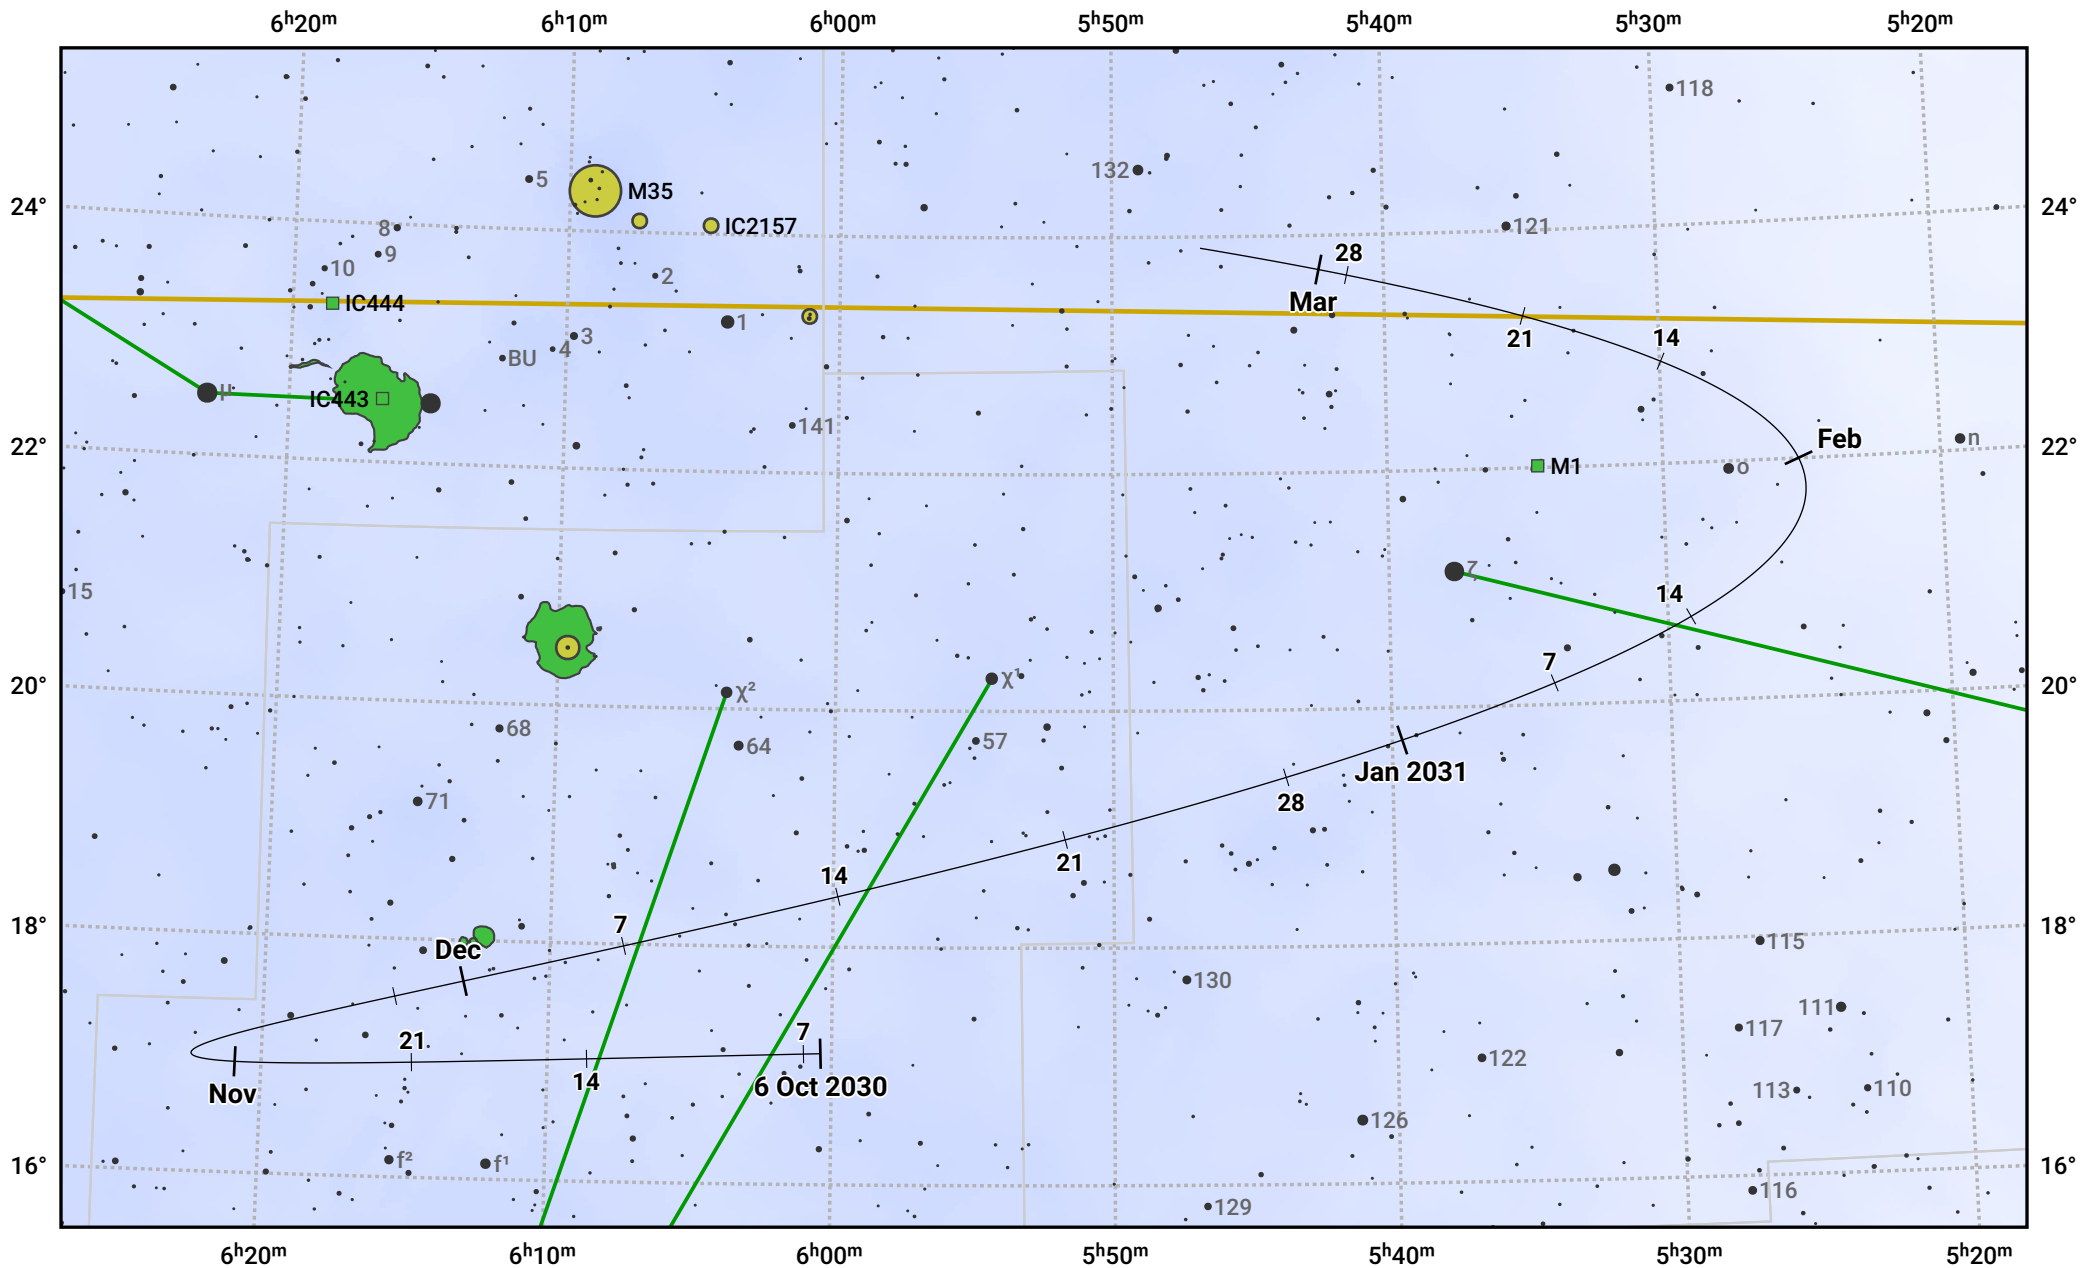 6h20m 6h10m 6h00m 5h50m 5h40m 5h30m 5h20m
118
132
5
M35
24° 24°
IC2157
121
8
9
28
10
2
IC444
Mar
1
21
14
3
4
BU
μ
IC443
141
Feb
n
22° 22°
M1
o
ζ
15
14
7
χ¹
20° 20°
χ²
68
64
57
Jan 2031
71
28
21
14
7
18° 18°
Dec
115
130
111
117
7
21
122
14
6 Oct 2030
Nov
113
110
126
f²
f¹
16° 16°
116
129
6h20m 6h10m 6h00m 5h50m 5h40m 5h30m 5h20m